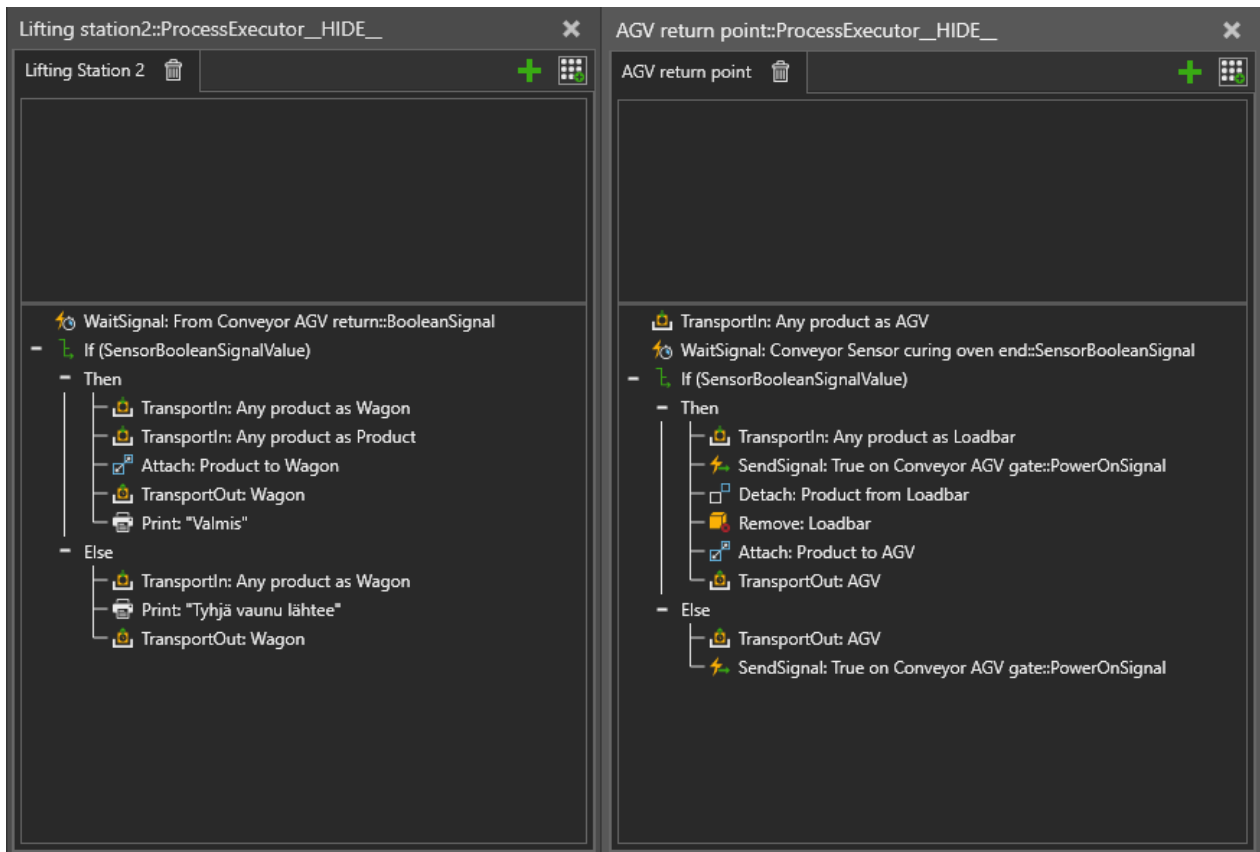 Lifting station2::ProcessExecutor__HIDE__
Lifting Station 2
WaitSignal: From Conveyor AGV return::BooleanSignal
If (SensorBooleanSignalValue)
Then
TransportIn: Any product as Wagon
TransportIn: Any product as Product
Attach: Product to Wagon
TransportOut: Wagon
Print: "Valmis"
Else
TransportIn: Any product as Wagon
Print: "Tyhjä vaunu lähtee"
TransportOut: Wagon
AGV return point::ProcessExecutor__HIDE__
AGV return point
TransportIn: Any product as AGV
WaitSignal: Conveyor Sensor curing oven end::SensorBooleanSignal
If (SensorBooleanSignalValue)
Then
TransportIn: Any product as Loadbar
SendSignal: True on Conveyor AGV gate::PowerOnSignal
Detach: Product from Loadbar
Remove: Loadbar
Attach: Product to AGV
TransportOut: AGV
Else
TransportOut: AGV
SendSignal: True on Conveyor AGV gate::PowerOnSignal